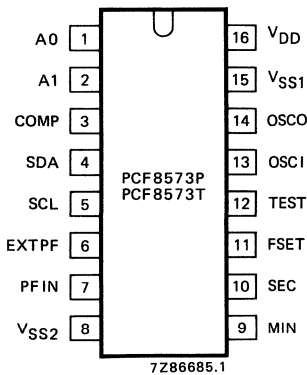 A0 1 16 VDD
A1 2 15 VSS1
COMP 3 14 OSCO
SDA 4 13 OSCI
PCF8573P
PCF8573T
SCL 5 12 TEST
EXTPF 6 11 FSET
PFIN 7 10 SEC
VSS2 8 9 MIN
7Z86685.1